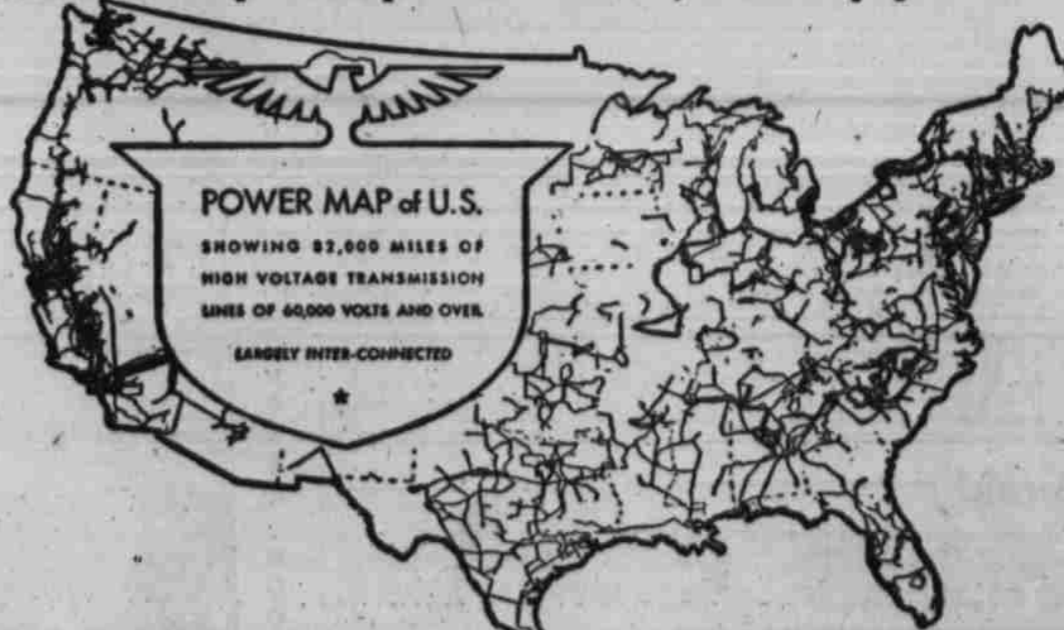 POWER MAP of U.S.
SHOWING 82,000 MILES OF
HIGH VOLTAGE TRANSMISSION
LINES OF 60,000 VOLTS AND OVER.
LARGELY INTER-CONNECTED